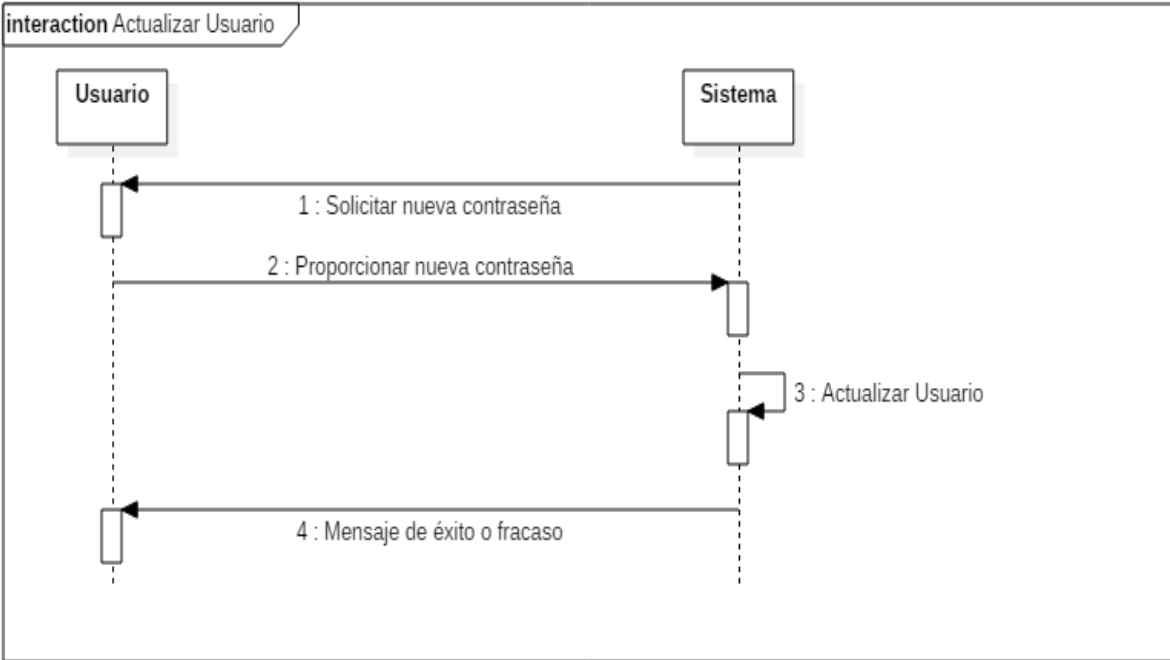 interaction Actualizar Usuario
Usuario
Sistema
1 : Solicitar nueva contraseña
2 : Proporcionar nueva contraseña
3 : Actualizar Usuario
4 : Mensaje de éxito o fracaso